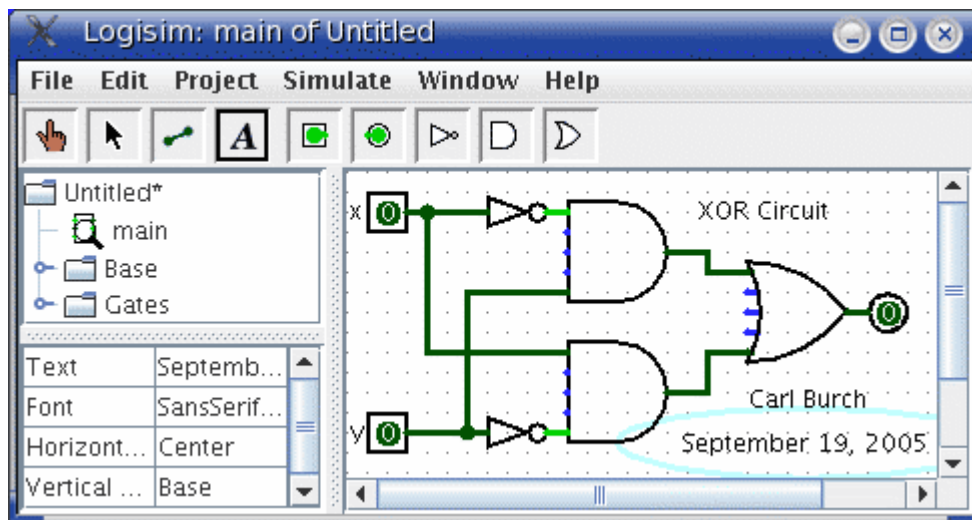 Logisim: main of Untitled
File Edit Project Simulate Window Help
A
Untitled*
main
Base
Gates
Text Septemb...
Font SansSerif...
Horizont... Center
Vertical ... Base
x 0
XOR Circuit
0
Carl Burch
y 0
September 19, 2005